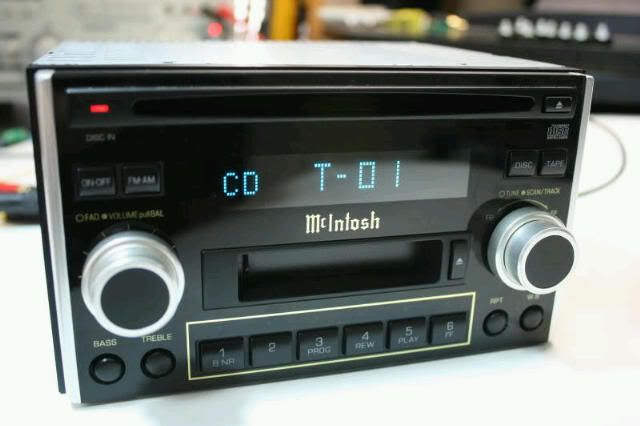 DISC IN
ON·OFF
FM·AM
CD T-01
DISC
TAPE
FAD VOLUME pullBAL
TUNE SCAN/TRACK
McIntosh
BASS
TREBLE
RPT
1
B NR
2
3
PROG
4
REW
5
PLAY
6
FF